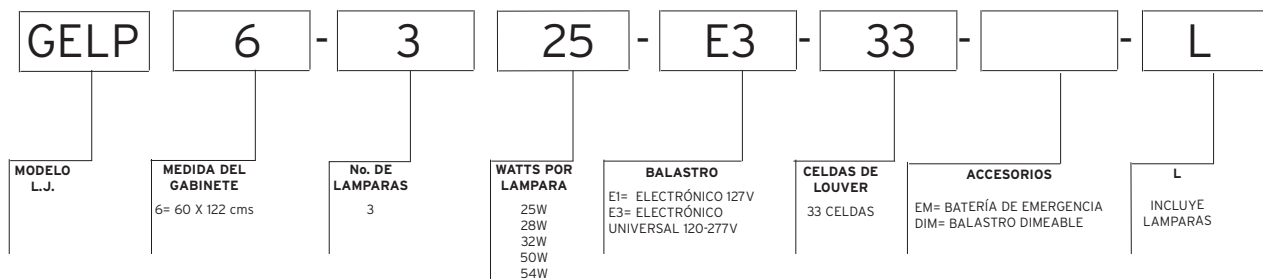 GELP 6 - 3 25 - E3 - 33 - - L
MODELO
L.J.
MEDIDA DEL
GABINETE
6= 60 X 122 cms
No. DE
LAMPARAS
3
WATTS POR
LAMPARA
25W
28W
32W
50W
54W
BALASTRO
E1= ELECTRÓNICO 127V
E3= ELECTRÓNICO
UNIVERSAL 120-277V
CELDAS DE
LOUVER
33 CELDAS
ACCESORIOS
EM= BATERÍA DE EMERGENCIA
DIM= BALASTRO DIMEABLE
L
INCLUYE
LAMPARAS